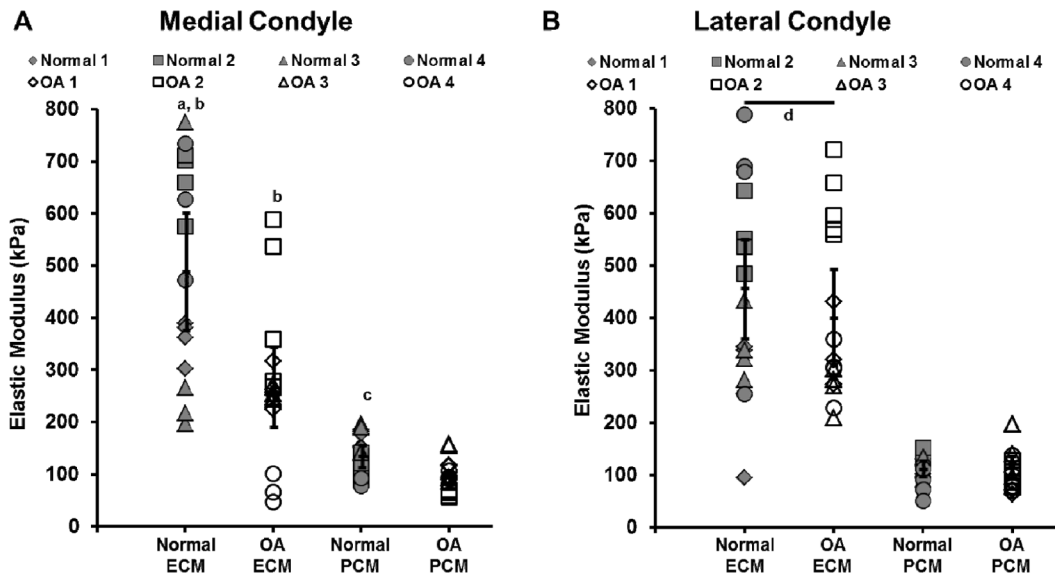 A Medial Condyle
Normal 1 Normal 2 Normal 3 Normal 4
OA 1 OA 2 OA 3 OA 4
a, b
b
c
800
700
600
500
400
300
200
100
0
Elastic Modulus (kPa)
Normal ECM
OA ECM
Normal PCM
OA PCM
B Lateral Condyle
Normal 1 Normal 2 Normal 3 Normal 4
OA 1 OA 2 OA 3 OA 4
d
800
700
600
500
400
300
200
100
0
Elastic Modulus (kPa)
Normal ECM
OA ECM
Normal PCM
OA PCM